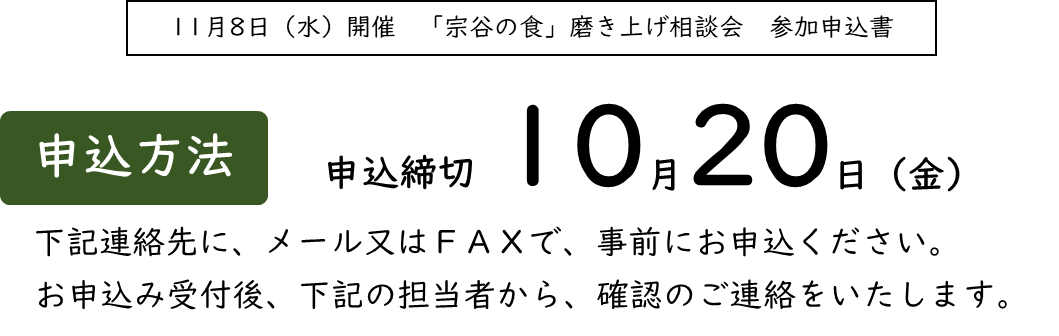 11月8日（水）開催　「宗谷の食」磨き上げ相談会　参加申込書
申込方法　申込締切　10月20日（金）
下記連絡先に、メール又はＦＡＸで、事前にお申込ください。
お申込み受付後、下記の担当者から、確認のご連絡をいたします。